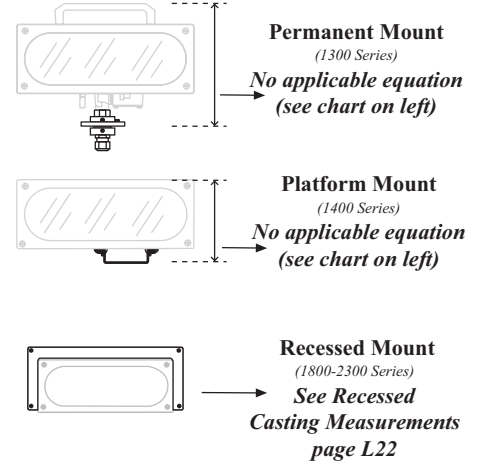 Permanent Mount
(1300 Series)
No applicable equation
(see chart on left)
Platform Mount
(1400 Series)
No applicable equation
(see chart on left)
Recessed Mount
(1800-2300 Series)
See Recessed
Casting Measurements
page L22